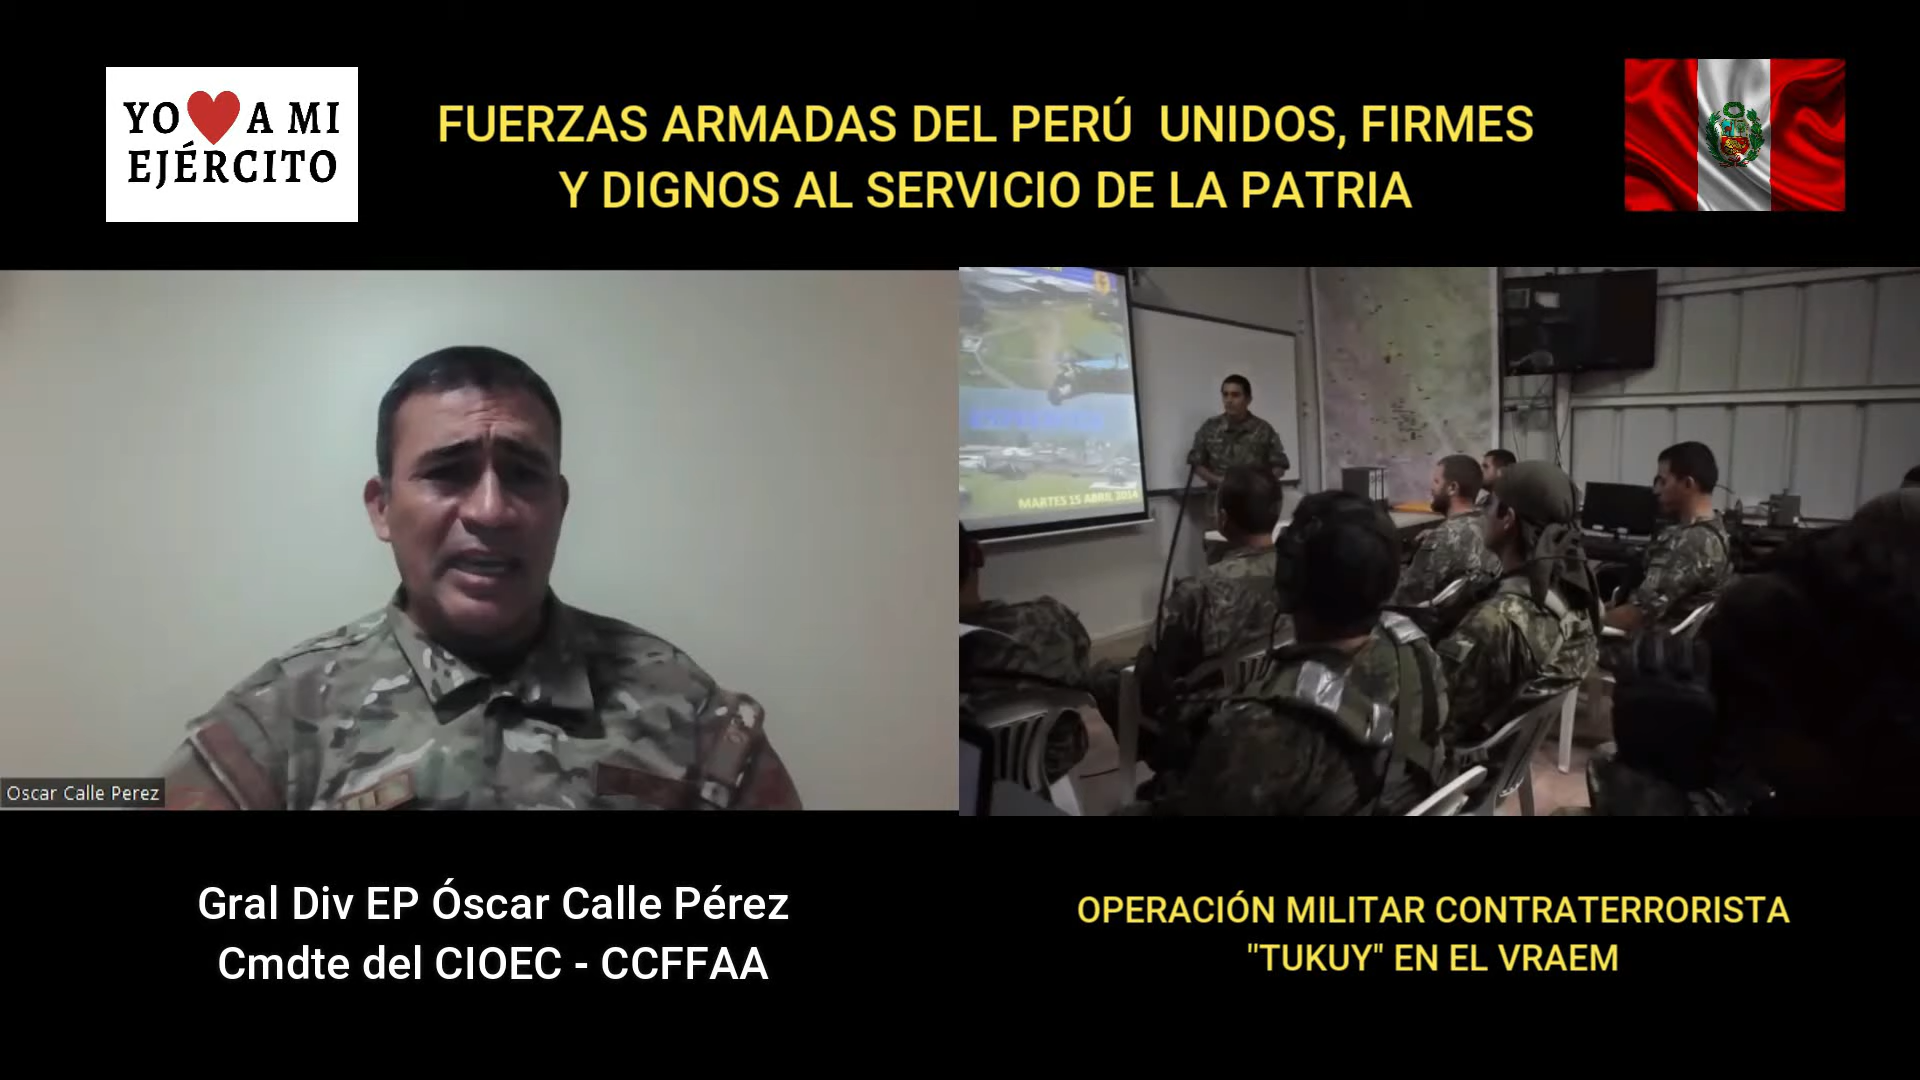 YO A MI
EJÉRCITO
FUERZAS ARMADAS DEL PERÚ UNIDOS, FIRMES
Y DIGNOS AL SERVICIO DE LA PATRIA
MARTES 15 ABRIL 2014
Oscar Calle Perez
Gral Div EP Óscar Calle Pérez
Cmdte del CIOEC - CCFFAA
OPERACIÓN MILITAR CONTRATERRORISTA
"TUKUY" EN EL VRAEM